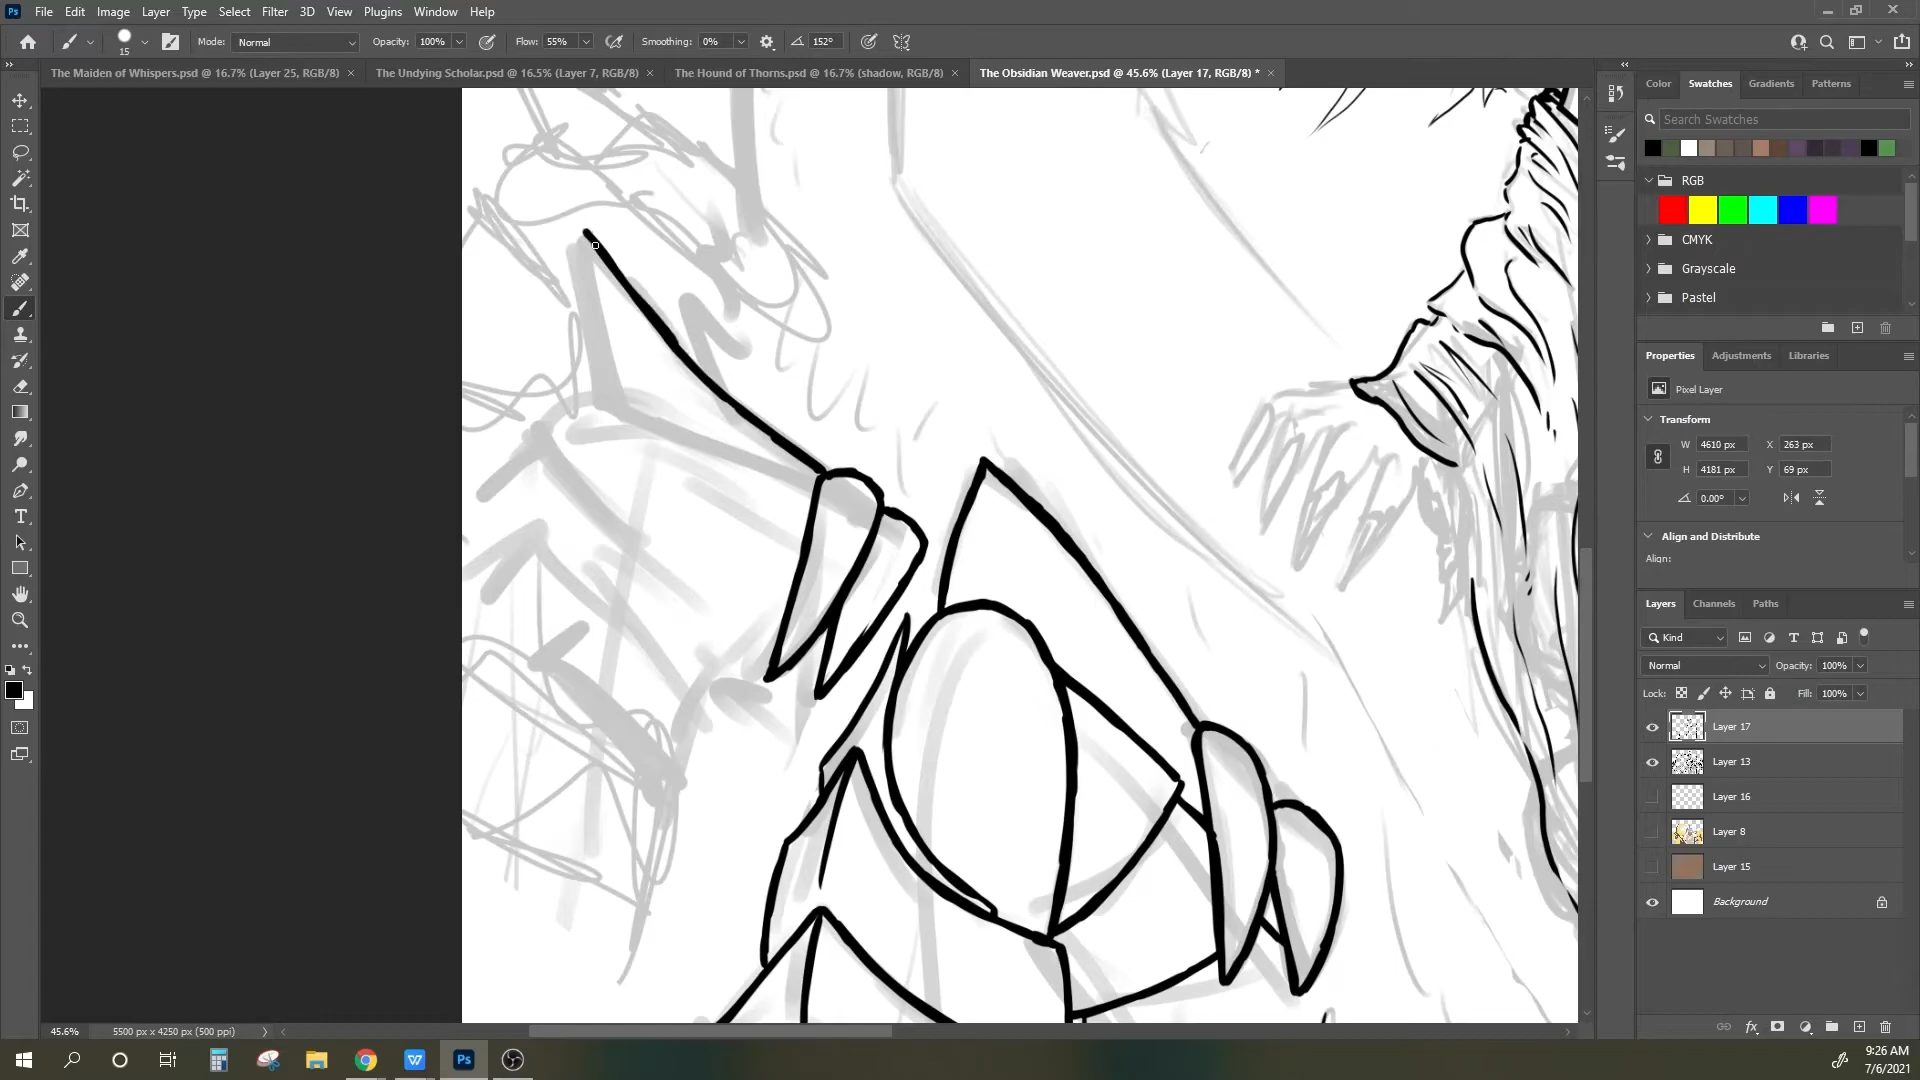 Ps File Edit Image Layer Type Select Filter 3D View Plugins Window Help
15 Mode: Normal Opacity: 100% Flow: 55% Smoothing: 0% 152°
The Maiden of Whispers.psd @ 16.7% (Layer 25, RGB/8) × The Undying Scholar.psd @ 16.5% (Layer 7, RGB/8) × The Hound of Thorns.psd @ 16.7% (shadow, RGB/8) × The Obsidian Weaver.psd @ 45.6% (Layer 17, RGB/8) * ×
Color Swatches Gradients Patterns
Search Swatches
RGB
CMYK
Grayscale
Pastel
Properties Adjustments Libraries
Pixel Layer
Transform
W 4610 px X 263 px
H 4181 px Y 69 px
0.00°
Align and Distribute
Align:
Layers Channels Paths
Kind
Normal Opacity: 100%
Lock: Fill: 100%
Layer 17
Layer 13
Layer 16
Layer 8
Layer 15
Background
45.6% 5500 px x 4250 px (500 ppi)
Ps
9:26 AM
7/6/2021